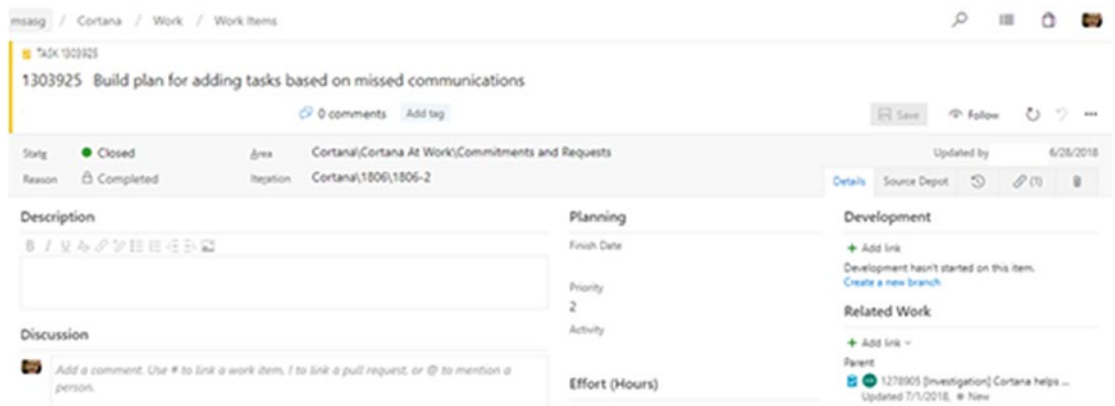 msasg / Cortana / Work / Work Items
TASK 1303925
1303925 Build plan for adding tasks based on missed communications
0 comments Add tag
Save Follow
State Closed Area Cortana\Cortana At Work\Commitments and Requests Updated by 6/28/2018
Reason Completed Iteration Cortana\1806\1806-2
Details Source Depot (1)
Description Planning Development
B I U Finish Date + Add link
Development hasn't started on this item.
Create a new branch
Priority
2
Related Work
Activity
Discussion
+ Add link
Add a comment. Use # to link a work item, ! to link a pull request, or @ to mention a person.
Parent
Effort (Hours)
1278905 [Investigation] Cortana helps ...
Updated 7/1/2018, New